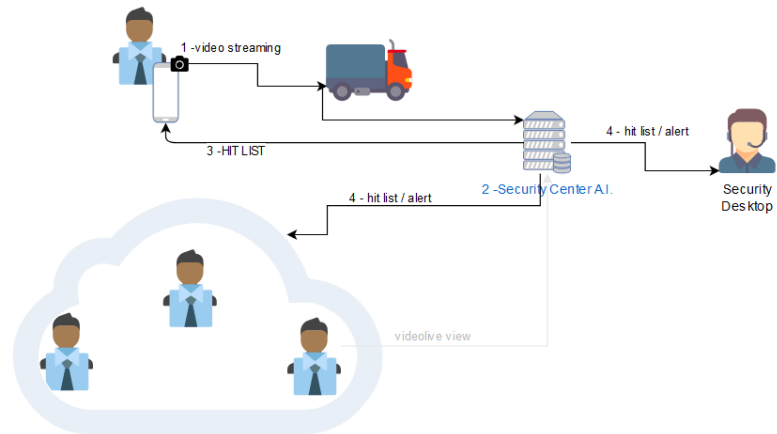 1 -video streaming
4 - hit list / alert
3 -HIT LIST
2 -Security Center A.I.
Security
Desktop
4 - hit list / alert
videolive view